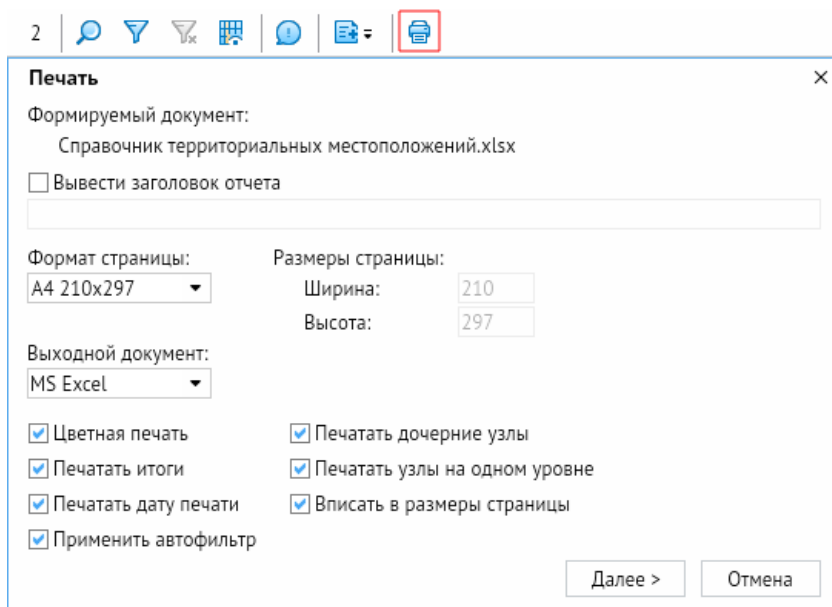 2
Печать
Формируемый документ:
Справочник территориальных местоположений.xlsx
Вывести заголовок отчета
Формат страницы: Размеры страницы:
A4 210x297 Ширина: 210
Высота: 297
Выходной документ:
MS Excel
Цветная печать Печатать дочерние узлы
Печатать итоги Печатать узлы на одном уровне
Печатать дату печати Вписать в размеры страницы
Применить автофильтр
Далее > Отмена